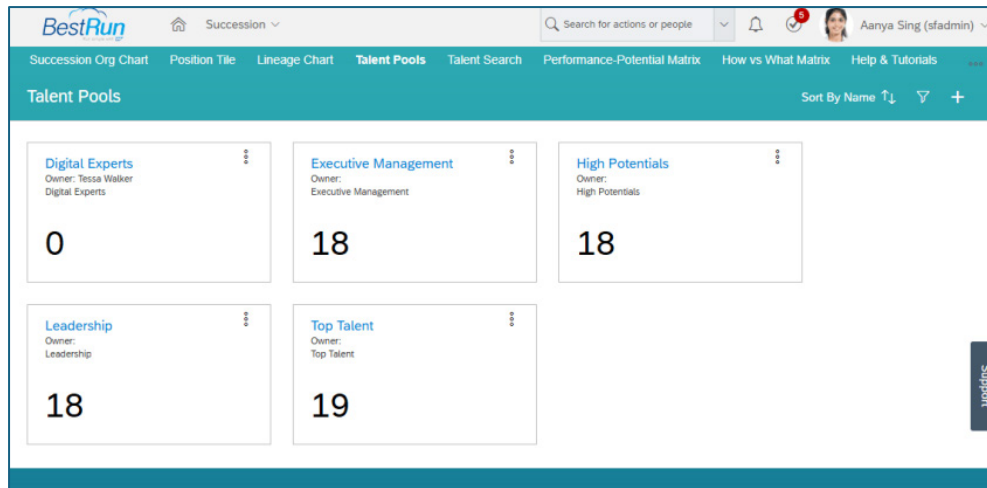 BestRun
Succession
Search for actions or people
5
Aanya Sing (sfadmin)
Succession Org Chart Position Tile Lineage Chart Talent Pools Talent Search Performance-Potential Matrix How vs What Matrix Help & Tutorials
Talent Pools
Sort By Name
Digital Experts
Owner: Tessa Walker
Digital Experts
0
Executive Management
Owner:
Executive Management
18
High Potentials
Owner:
High Potentials
18
Leadership
Owner:
Leadership
18
Top Talent
Owner:
Top Talent
19
Support